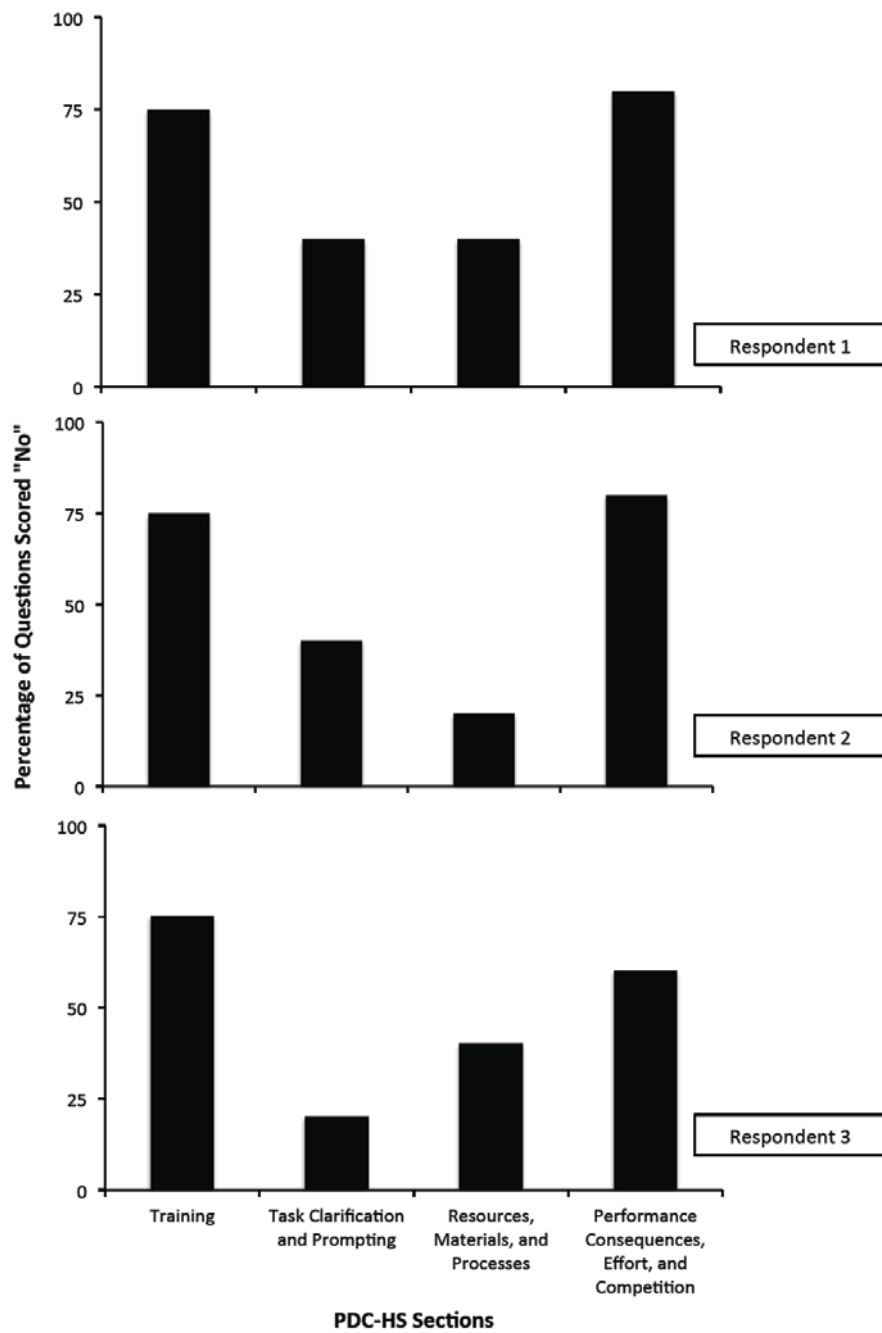 100
75
50
25
0
Respondent 1
Percentage of Questions Scored "No"
100
75
50
25
0
Respondent 2
100
75
50
25
0
Respondent 3
Training
Task Clarification
and Prompting
Resources,
Materials, and
Processes
Performance
Consequences,
Effort, and
Competition
PDC-HS Sections